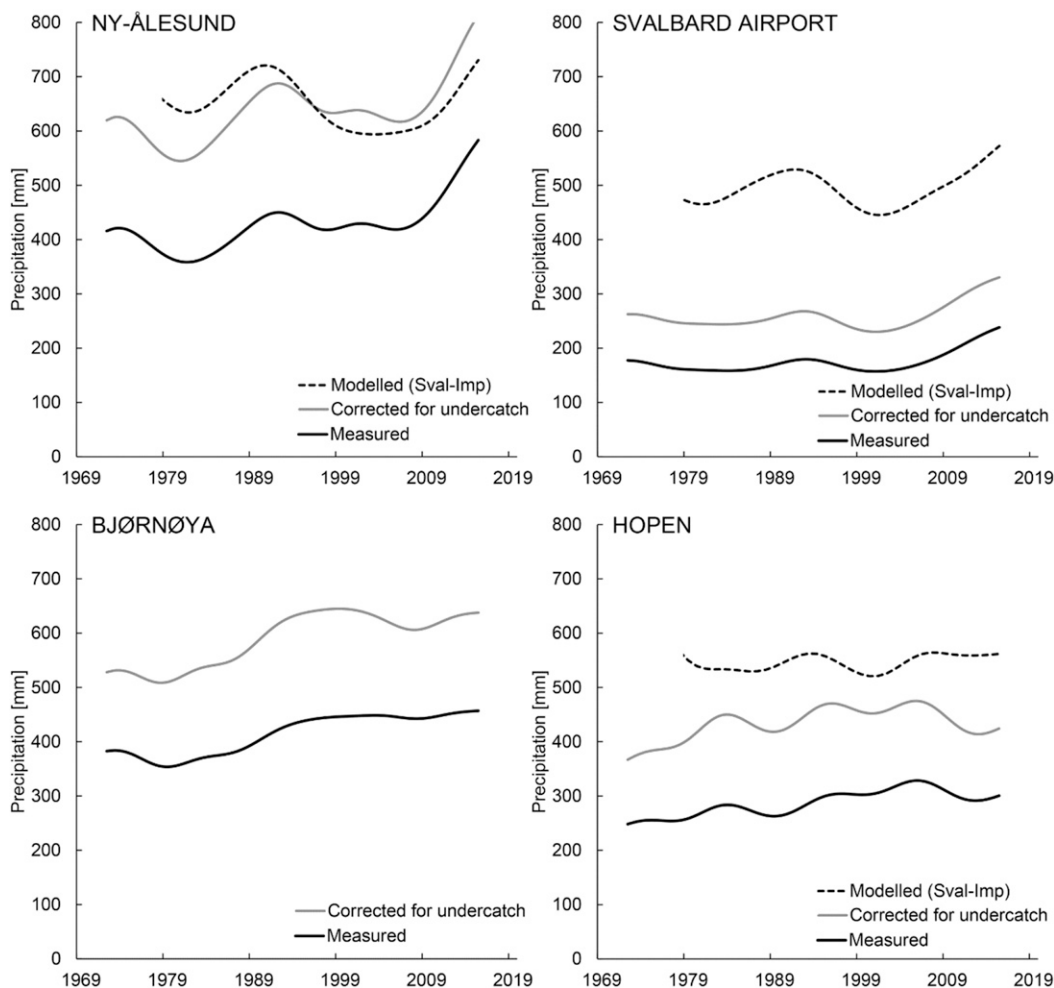 NY-ÅLESUND
800
700
600
500
400
300
200
100
0
Precipitation [mm]
Modelled (Sval-Imp)
Corrected for undercatch
Measured
1969 1979 1989 1999 2009 2019
SVALBARD AIRPORT
800
700
600
500
400
300
200
100
0
Precipitation [mm]
Modelled (Sval-Imp)
Corrected for undercatch
Measured
1969 1979 1989 1999 2009 2019
BJØRNØYA
800
700
600
500
400
300
200
100
0
Precipitation [mm]
Corrected for undercatch
Measured
1969 1979 1989 1999 2009 2019
HOPEN
800
700
600
500
400
300
200
100
0
Precipitation [mm]
Modelled (Sval-Imp)
Corrected for undercatch
Measured
1969 1979 1989 1999 2009 2019